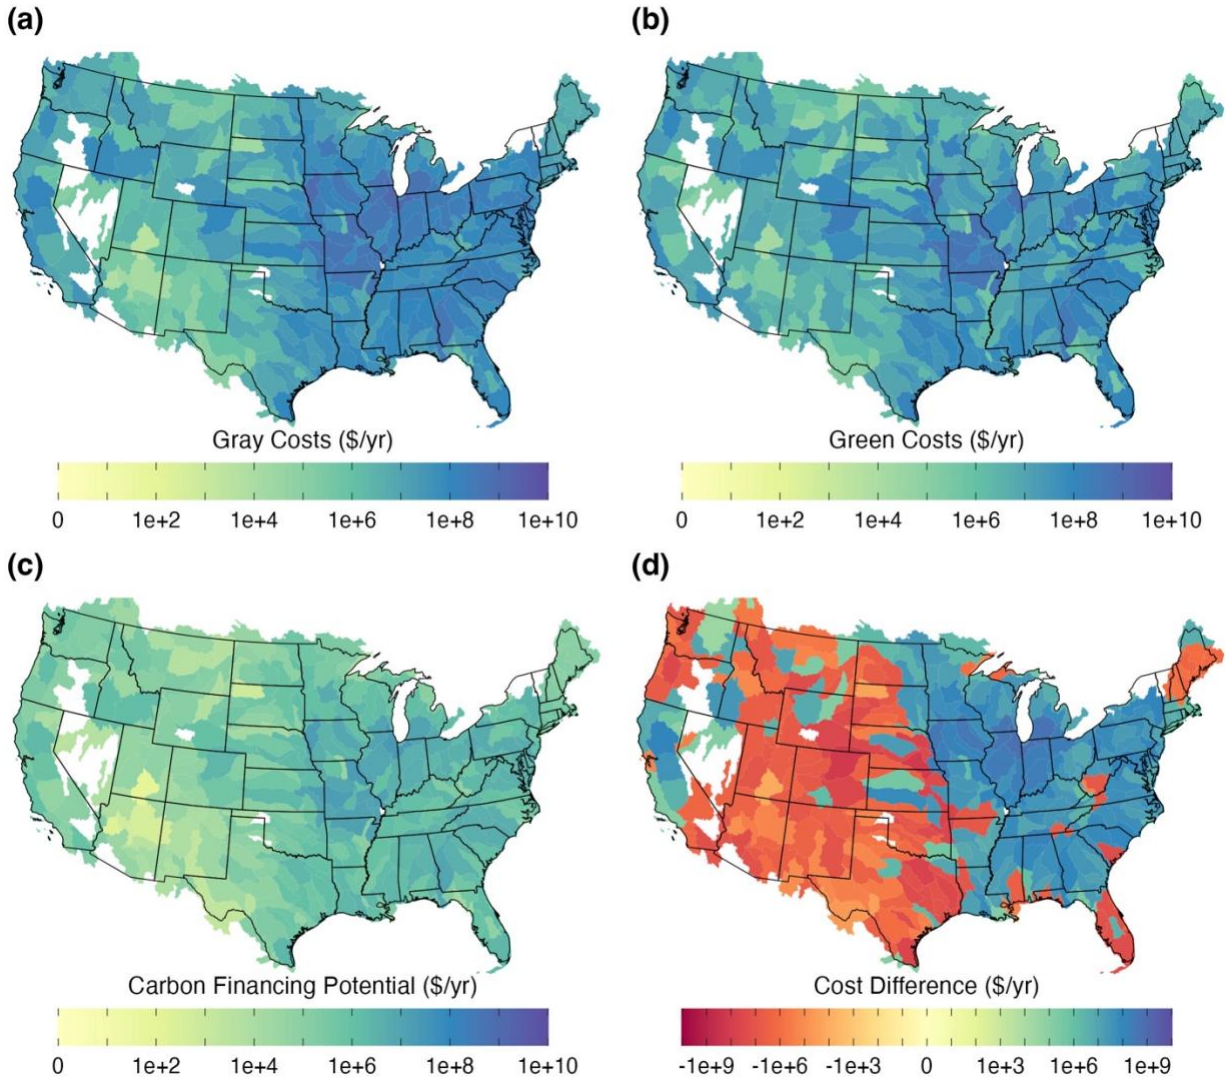 (a)
(b)
Gray Costs ($/yr)
Green Costs ($/yr)
0 1e+2 1e+4 1e+6 1e+8 1e+10
0 1e+2 1e+4 1e+6 1e+8 1e+10
(c)
(d)
Carbon Financing Potential ($/yr)
Cost Difference ($/yr)
0 1e+2 1e+4 1e+6 1e+8 1e+10
-1e+9 -1e+6 -1e+3 0 1e+3 1e+6 1e+9